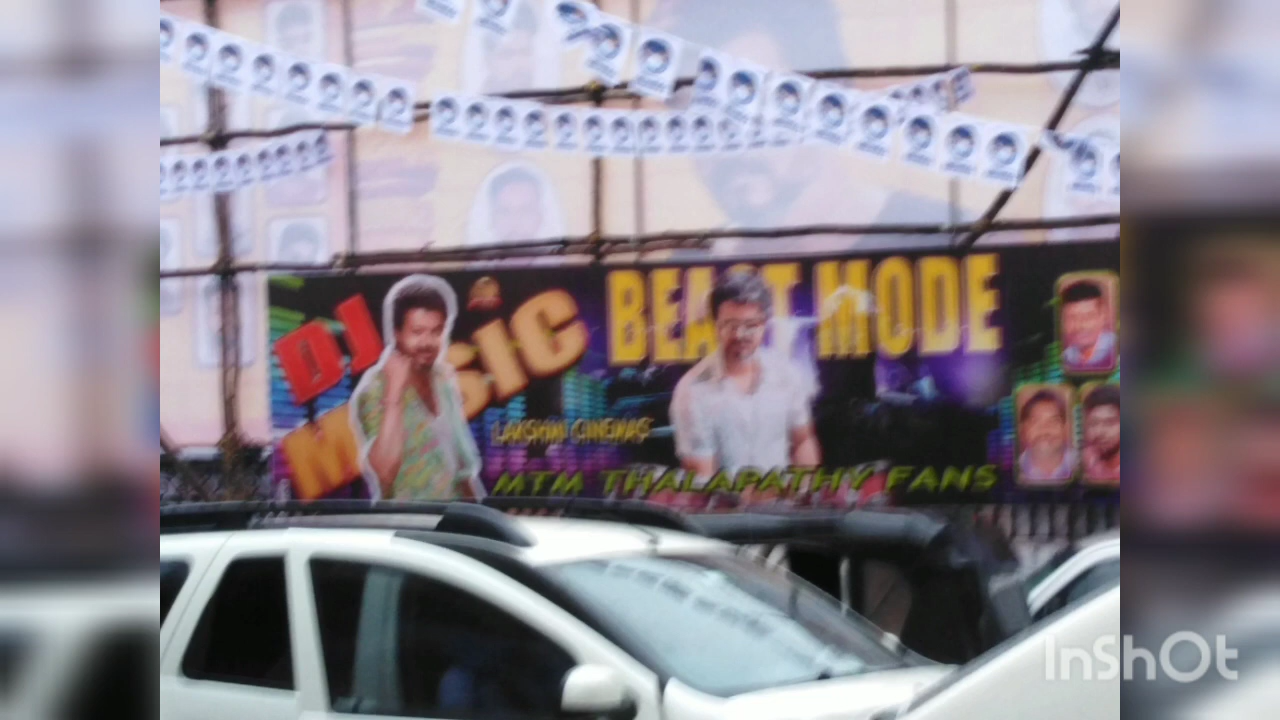 DJ
MUSIC
BEAST MODE
LAKSHMI CINEMAS
MTM THALAPATHY FANS
InShOt